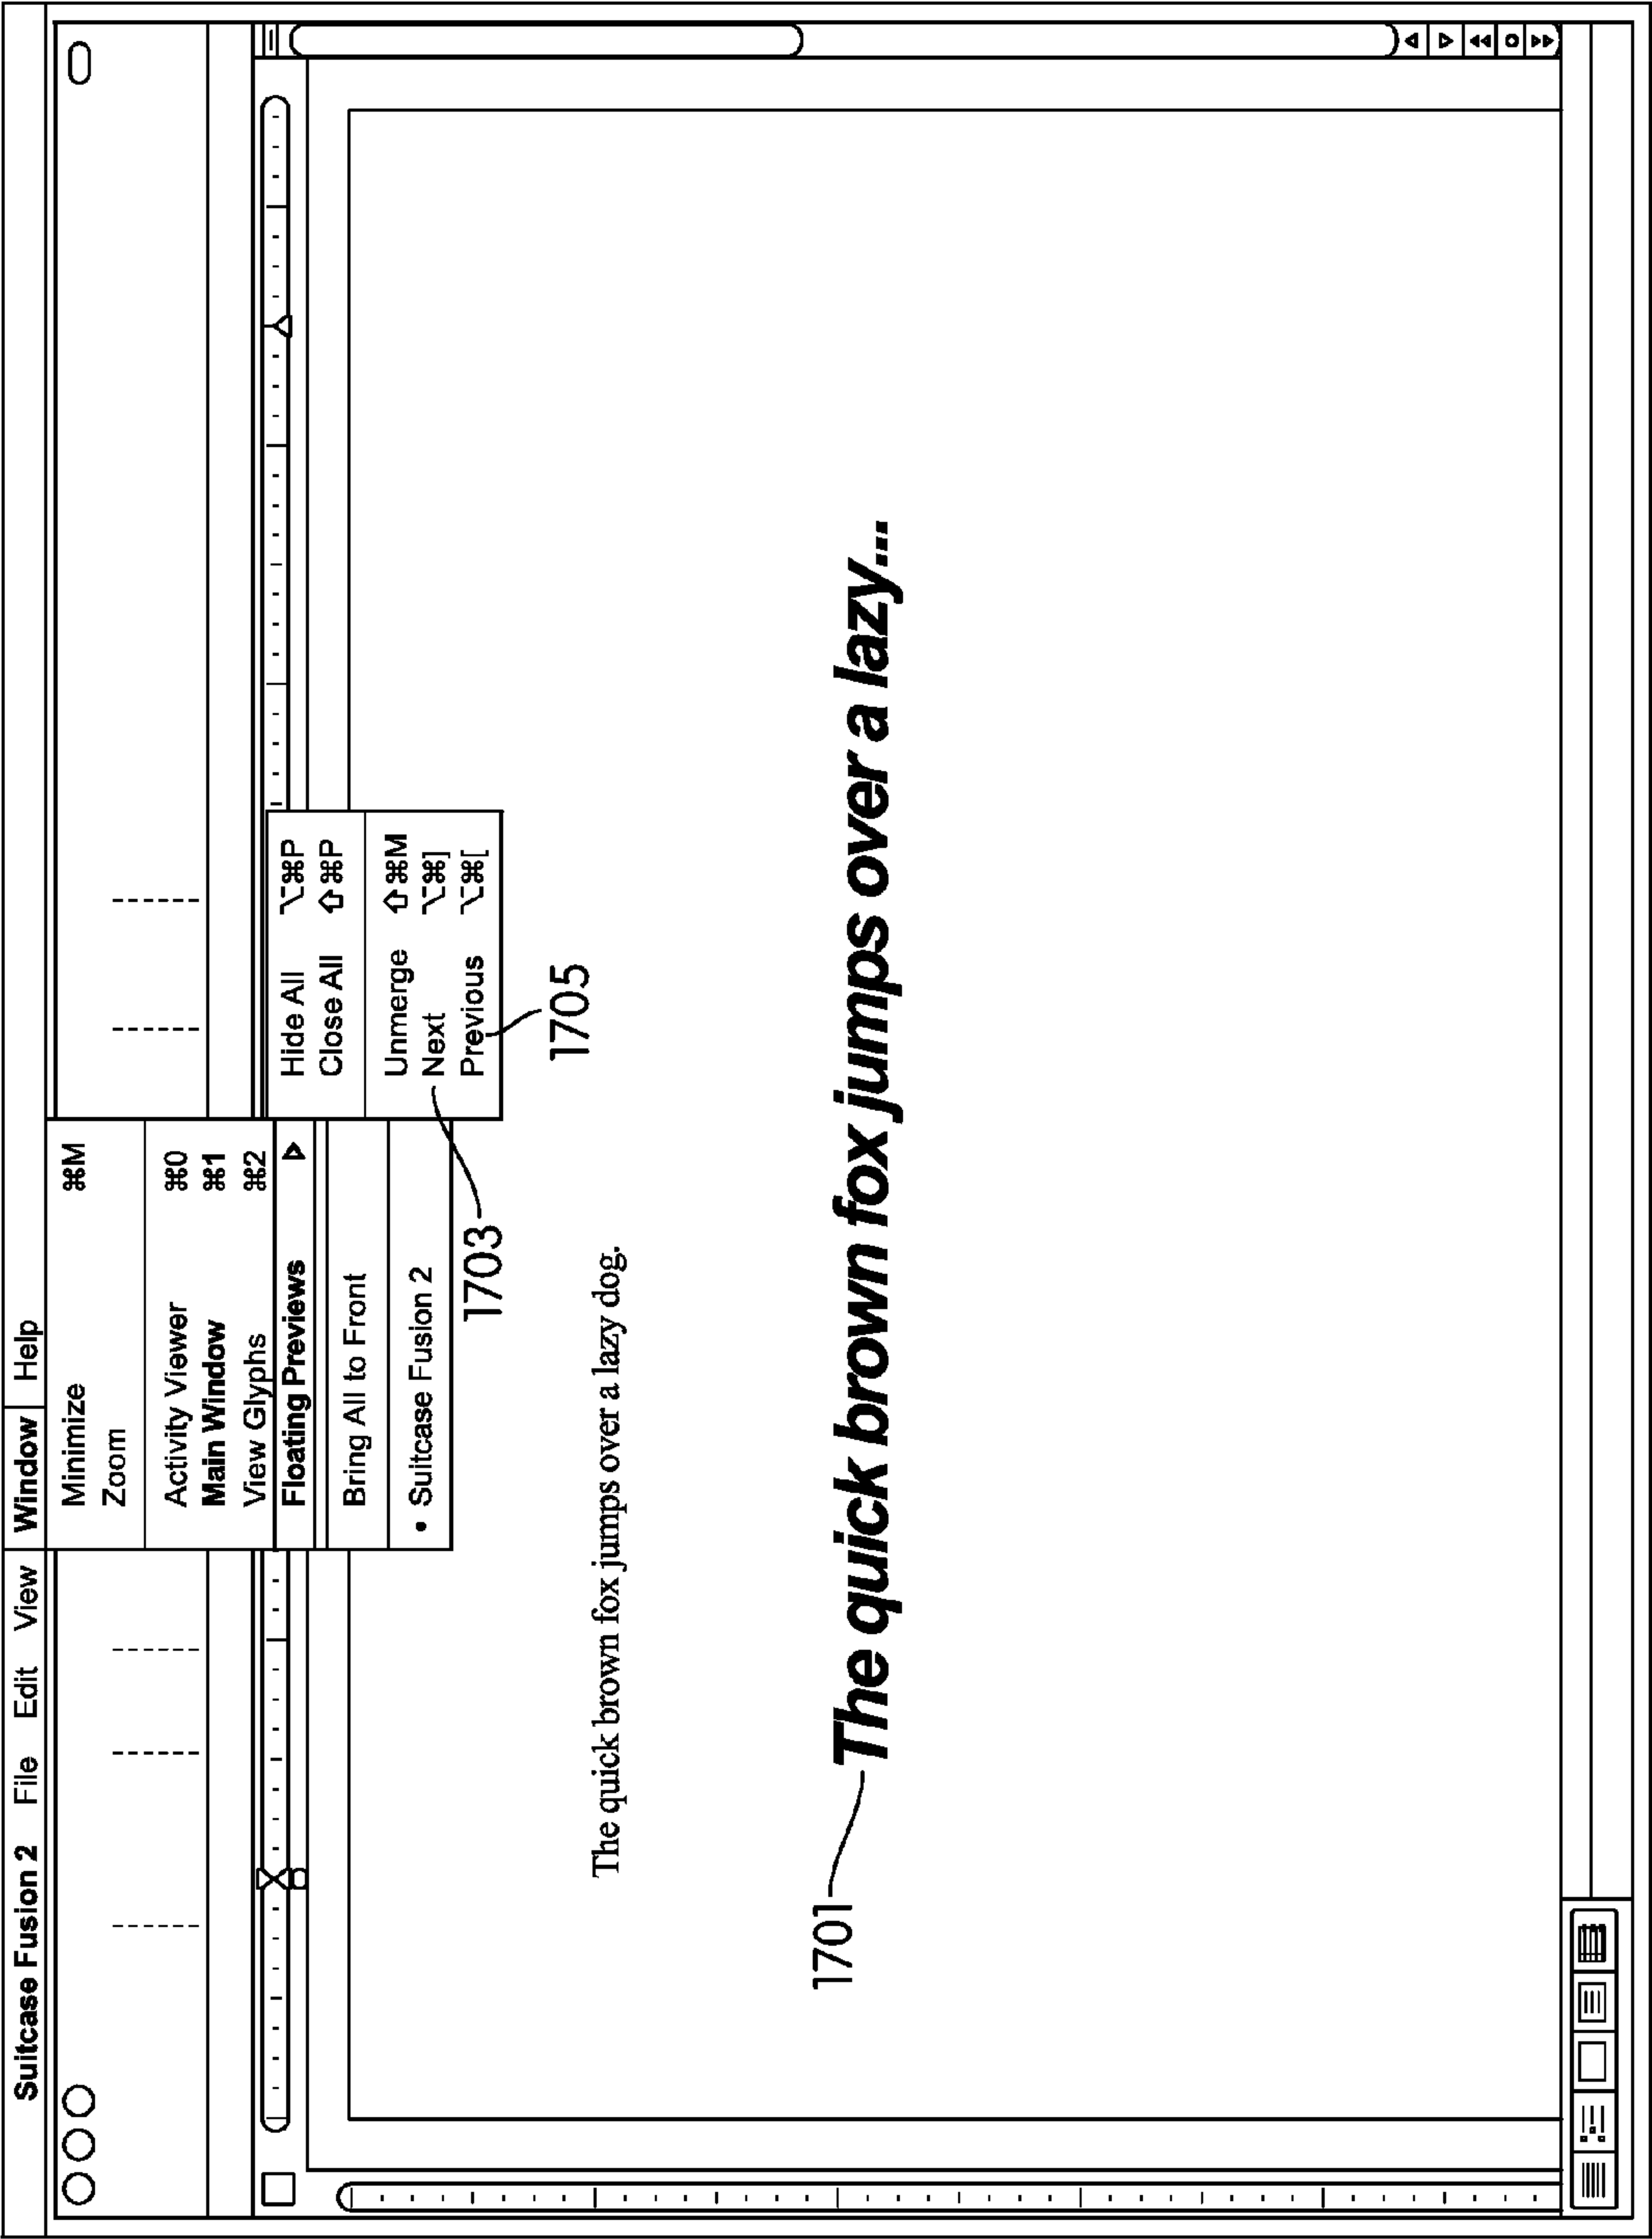 Suitcase Fusion 2 File Edit View Window Help
Minimize ⌘M
Zoom
Activity Viewer ⌘0
Main Window ⌘1
View Glyphs ⌘2
Floating Previews ▷
Bring All to Front
• Suitcase Fusion 2
Hide All ⌥⌘P
Close All ⇧⌘P
Unmerge ⇧⌘M
Next ⌥⌘]
Previous ⌥⌘[
1703
1705
The quick brown fox jumps over a lazy dog.
1701
The quick brown fox jumps over a lazy...